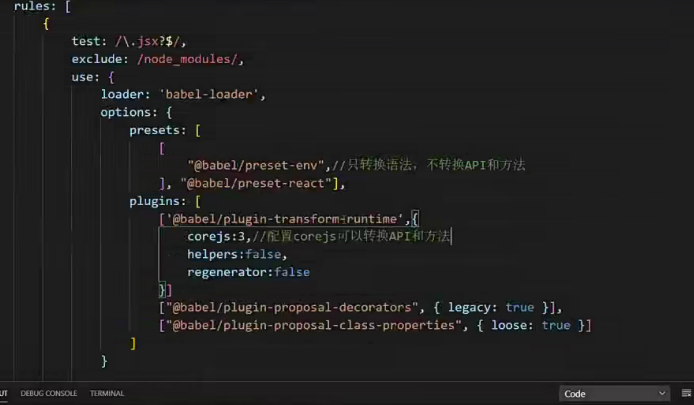 rules: [
{
test: /\.jsx?$/,
exclude: /node_modules/,
use: {
loader: 'babel-loader',
options: {
presets: [
[
"@babel/preset-env",//只转换语法，不转换API和方法
], "@babel/preset-react"],
plugins: [
['@babel/plugin-transform-runtime',{
corejs:3,//配置corejs可以转换API和方法
helpers:false,
regenerator:false
}]
["@babel/plugin-proposal-decorators", { legacy: true }],
["@babel/plugin-proposal-class-properties", { loose: true }]
]
}
UT DEBUG CONSOLE TERMINAL Code